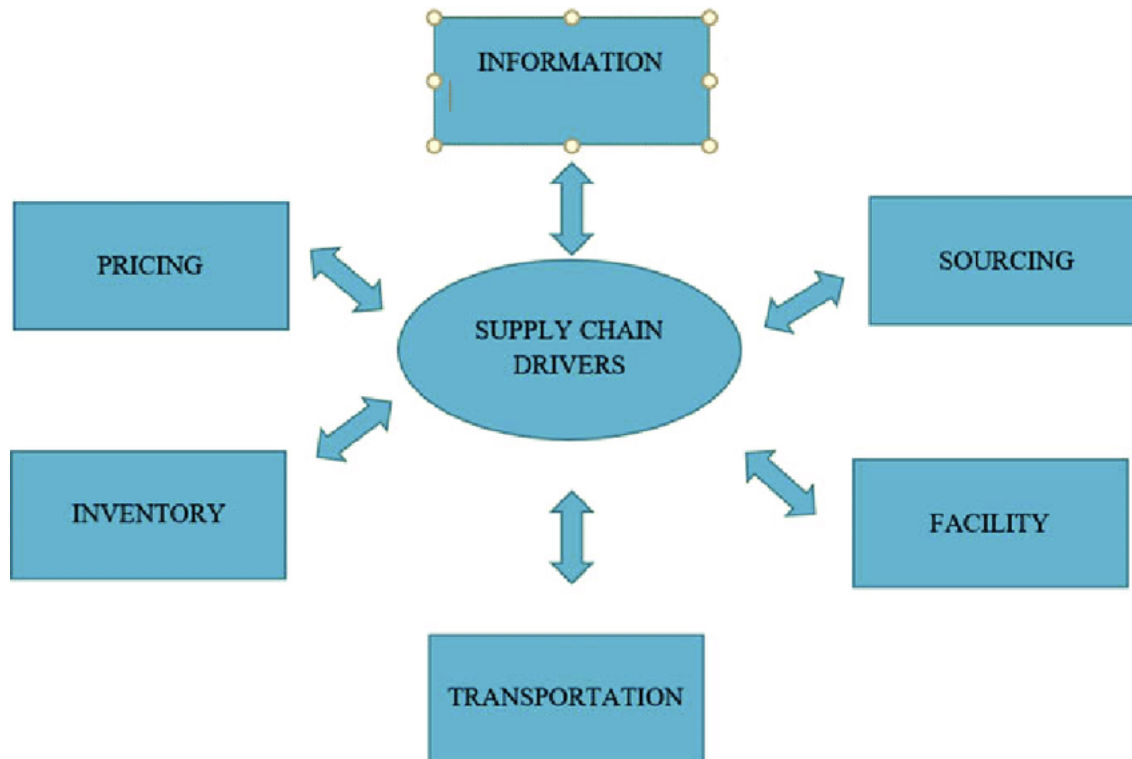 INFORMATION
PRICING
SOURCING
SUPPLY CHAIN
DRIVERS
INVENTORY
FACILITY
TRANSPORTATION